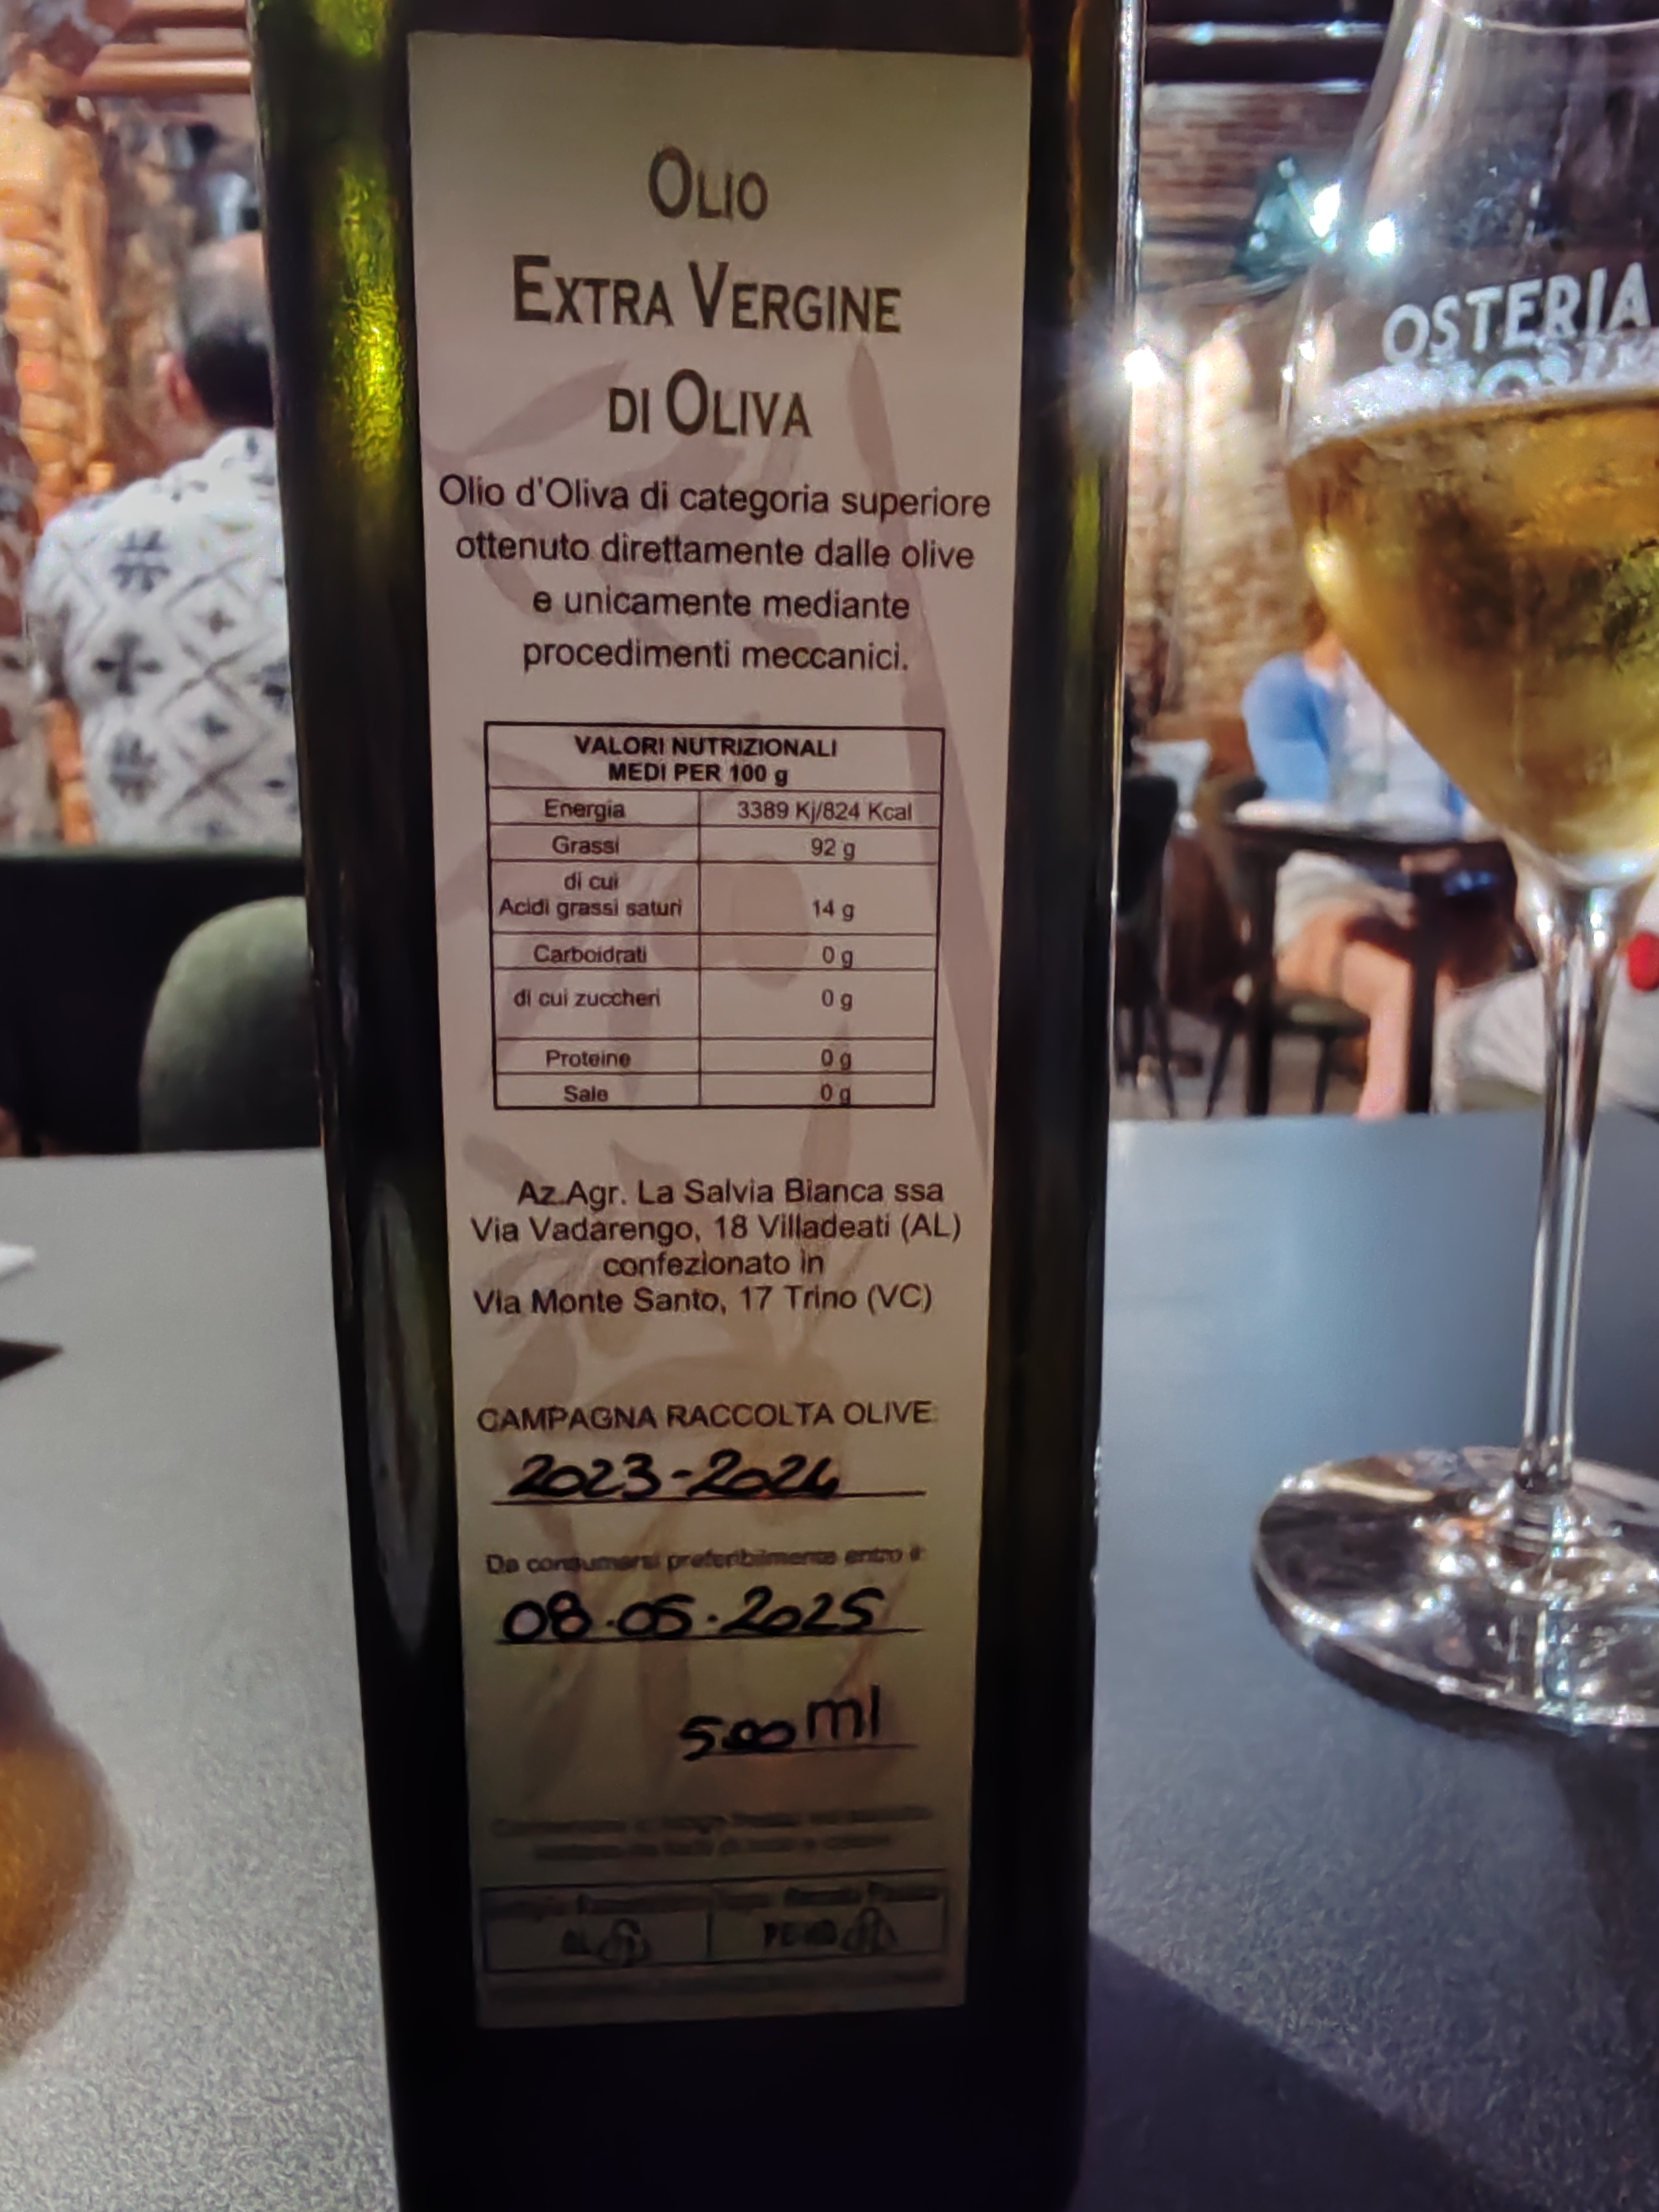 OLIO
EXTRA VERGINE
DI OLIVA
Olio d'Oliva di categoria superiore
ottenuto direttamente dalle olive
e unicamente mediante
procedimenti meccanici.
VALORI NUTRIZIONALI
MEDI PER 100 g
Energia 3389 Kj/824 Kcal
Grassi 92 g
di cui
Acidi grassi saturi 14 g
Carboidrati 0 g
di cui zuccheri 0 g
Proteine 0 g
Sale 0 g
Az.Agr. La Salvia Bianca ssa
Via Vadarengo, 18 Villadeati (AL)
confezionato in
Via Monte Santo, 17 Trino (VC)
CAMPAGNA RACCOLTA OLIVE:
2023-2024
Da consumarsi preferibilmente entro il:
08.05.2025
500 ml
OSTERIA